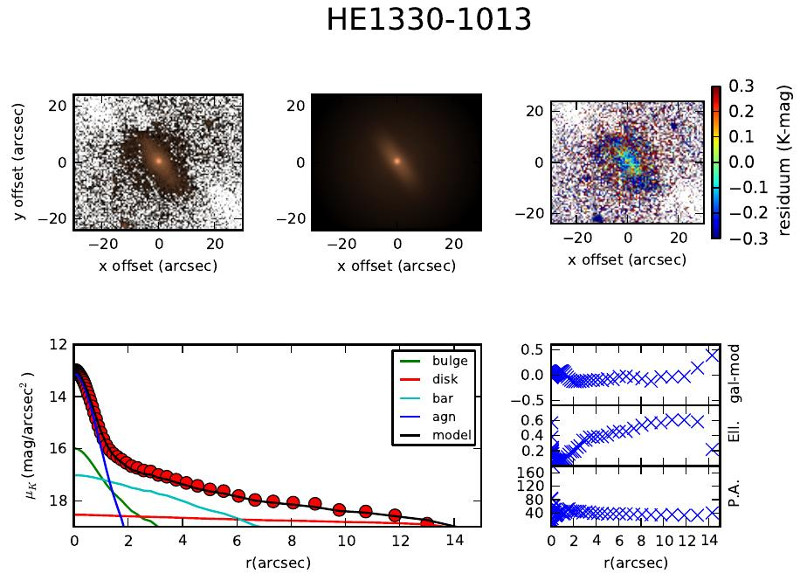 HE1330-1013
20
0
−20
y offset (arcsec)
−20 0 20
x offset (arcsec)
20
0
−20
−20 0 20
x offset (arcsec)
20
0
−20
−20 0 20
x offset (arcsec)
0.3
0.2
0.1
0.0
−0.1
−0.2
−0.3
residuum (K-mag)
12
14
16
18
μK (mag/arcsec²)
0 2 4 6 8 10 12 14
r(arcsec)
bulge
disk
bar
agn
model
0.5
0.0
−0.5
gal-mod
0.6
0.4
0.2
Ell.
160
120
80
40
P.A.
0 2 4 6 8 10 12 14
r(arcsec)